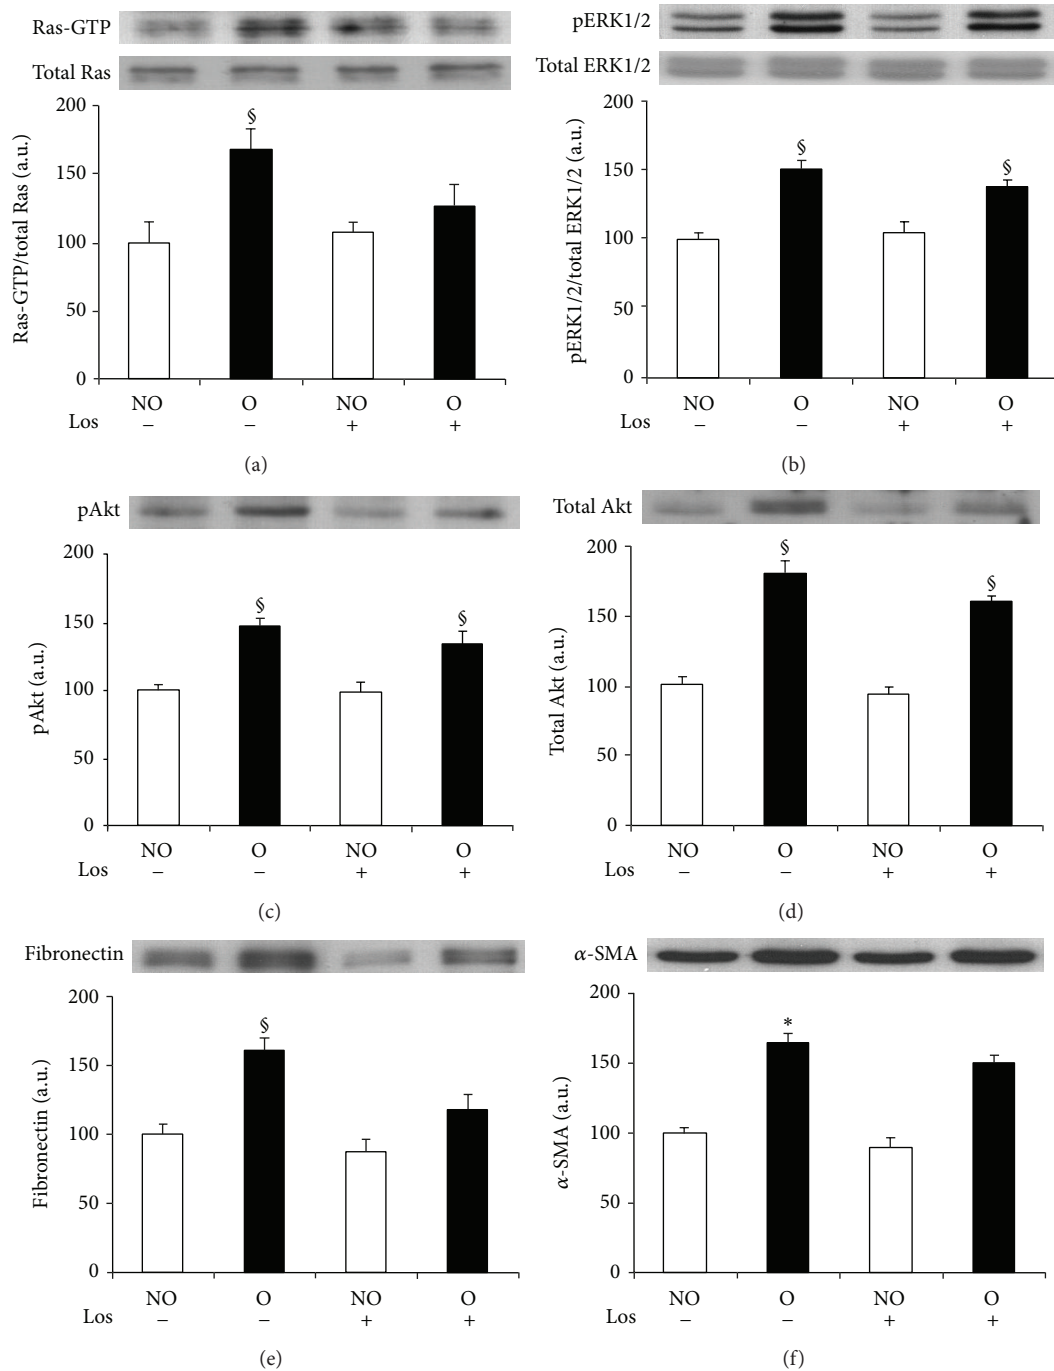 Ras-GTP
Total Ras
Ras-GTP/total Ras (a.u.)
200
150
100
50
0
§
NO O NO O
Los − − + +
(a)
pERK1/2
Total ERK1/2
pERK1/2/total ERK1/2 (a.u.)
200
150
100
50
0
§
§
NO O NO O
Los − − + +
(b)
pAkt
pAkt (a.u.)
200
150
100
50
0
§
§
NO O NO O
Los − − + +
(c)
Total Akt
Total Akt (a.u.)
200
150
100
50
0
§
§
NO O NO O
Los − − + +
(d)
Fibronectin
Fibronectin (a.u.)
200
150
100
50
0
§
NO O NO O
Los − − + +
(e)
α-SMA
α-SMA (a.u.)
200
150
100
50
0
*
NO O NO O
Los − − + +
(f)